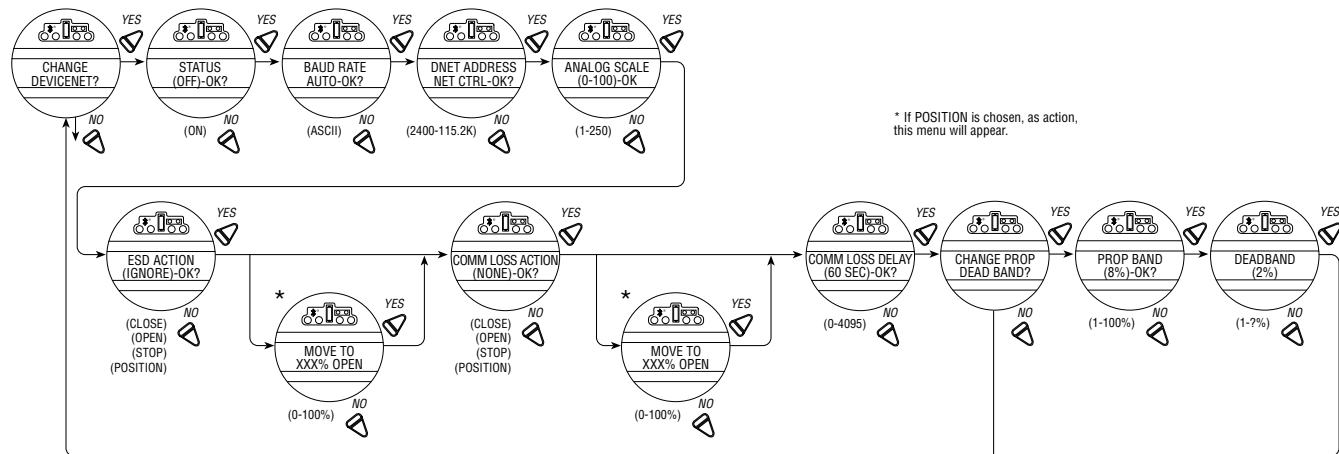 YES
CHANGE
DEVICENET?
NO
YES
STATUS
(OFF)-OK?
NO
(ON)
YES
BAUD RATE
AUTO-OK?
NO
(ASCII)
YES
DNET ADDRESS
NET CTRL-OK?
NO
(2400-115.2K)
YES
ANALOG SCALE
(0-100)-OK
NO
(1-250)
* If POSITION is chosen, as action,
this menu will appear.
YES
ESD ACTION
(IGNORE)-OK?
NO
(CLOSE)
(OPEN)
(STOP)
(POSITION)
*
YES
MOVE TO
XXX% OPEN
NO
(0-100%)
YES
COMM LOSS ACTION
(NONE)-OK?
NO
(CLOSE)
(OPEN)
(STOP)
(POSITION)
*
YES
MOVE TO
XXX% OPEN
NO
(0-100%)
YES
COMM LOSS DELAY
(60 SEC)-OK?
NO
(0-4095)
YES
CHANGE PROP
DEAD BAND?
NO
YES
PROP BAND
(8%)-OK?
NO
(1-100%)
YES
DEADBAND
(2%)
NO
(1-?%)